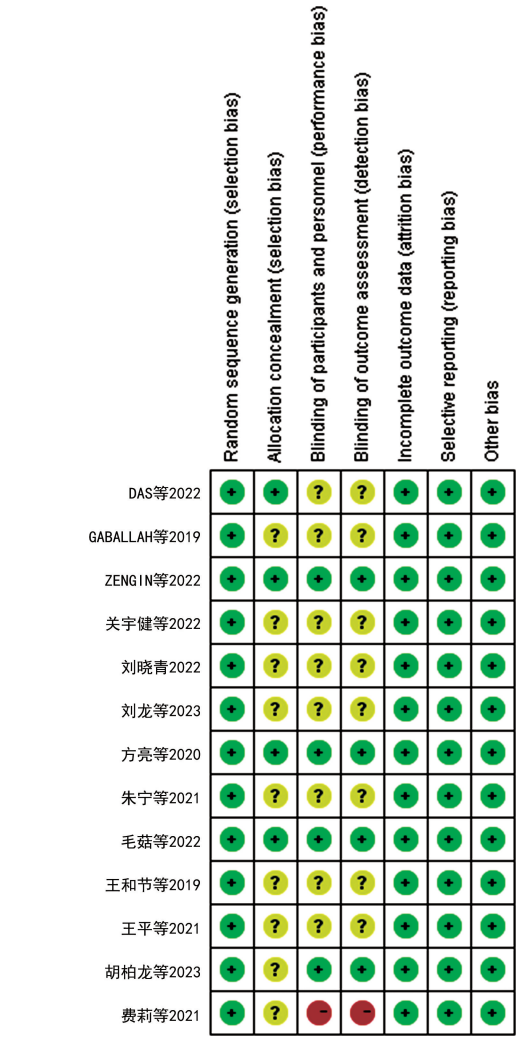 Random sequence generation (selection bias)
Allocation concealment (selection bias)
Blinding of participants and personnel (performance bias)
Blinding of outcome assessment (detection bias)
Incomplete outcome data (attrition bias)
Selective reporting (reporting bias)
Other bias
DAS等2022 + + ? ? + + +
GABALLAH等2019 + ? ? ? + + +
ZENGIN等2022 + + + + + + +
关宇健等2022 + ? ? ? + + +
刘晓青2022 + ? ? ? + + +
刘龙等2023 + ? ? ? + + +
方亮等2020 + + + + + + +
朱宁等2021 + ? ? ? + + +
毛菇等2022 + + + + + + +
王和节等2019 + ? ? ? + + +
王平等2021 + ? ? ? + + +
胡柏龙等2023 + ? + + + + +
费莉等2021 + ? - - + + +